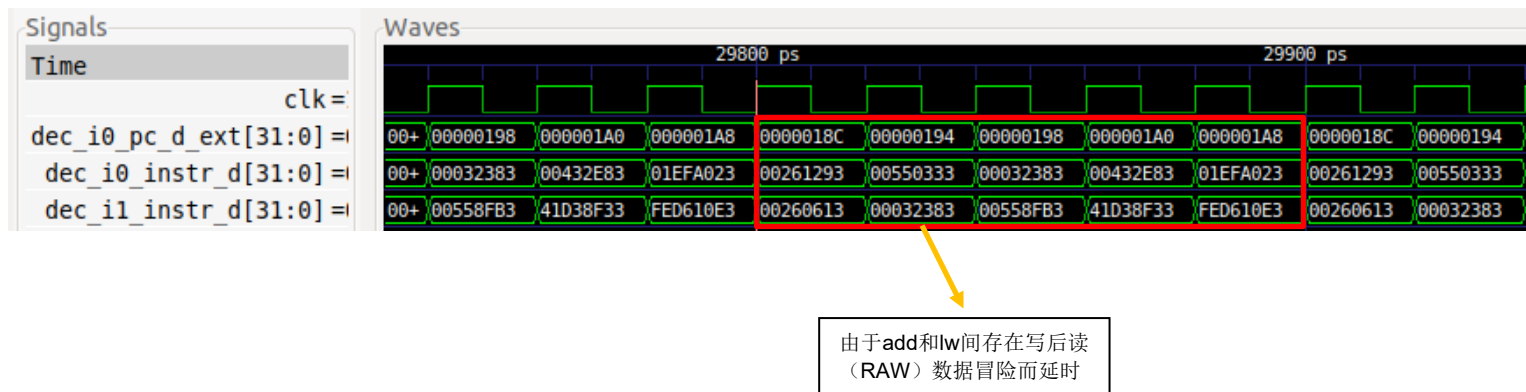 Signals
Waves
Time
29800 ps
29900 ps
clk=
dec_i0_pc_d_ext[31:0]=
00+ 00000198 000001A0 000001A8 0000018C 00000194 00000198 000001A0 000001A8 0000018C 00000194
dec_i0_instr_d[31:0]=
00+ 00032383 00432E83 01EFA023 00261293 00550333 00032383 00432E83 01EFA023 00261293 00550333
dec_i1_instr_d[31:0]=
00+ 00558FB3 41D38F33 FED610E3 00260613 00032383 00558FB3 41D38F33 FED610E3 00260613 00032383
由于add和lw间存在写后读
（RAW）数据冒险而延时